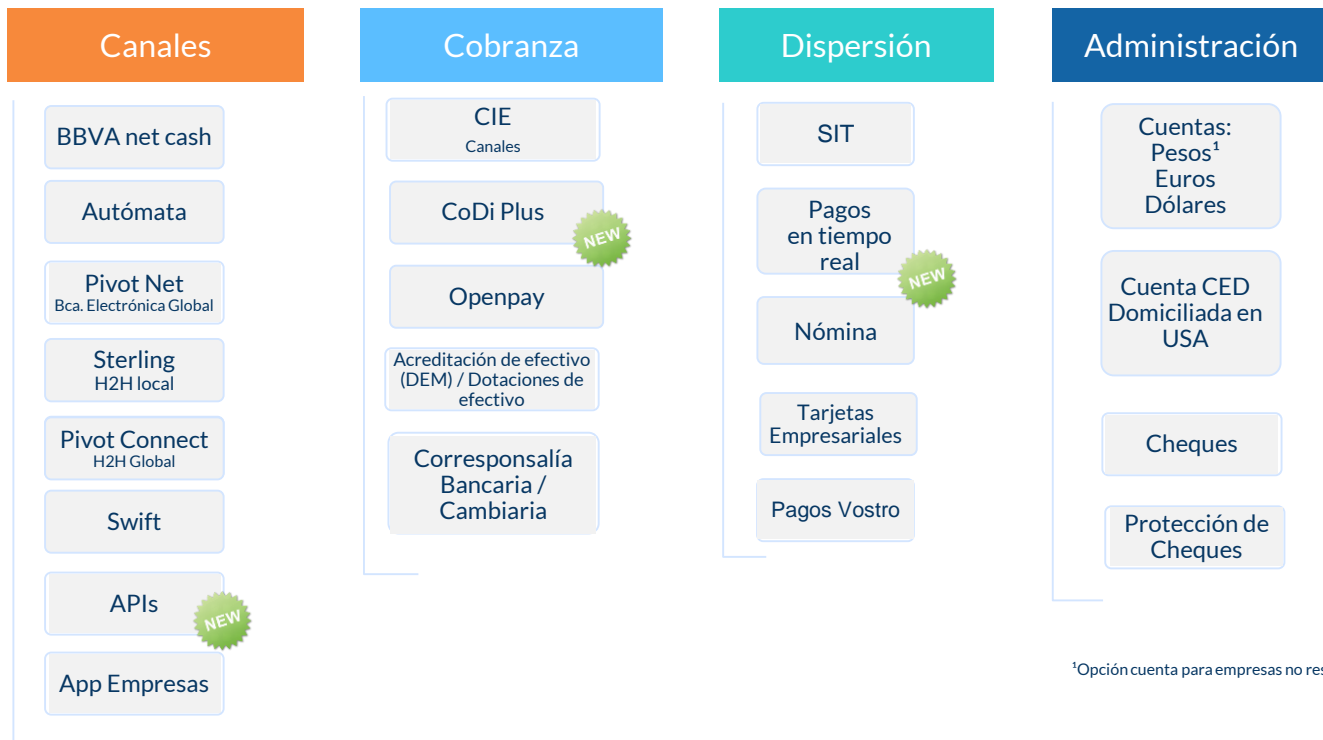 Canales
BBVA net cash
Autómata
Pivot Net
Bca. Electrónica Global
Sterling
H2H local
Pivot Connect
H2H Global
Swift
APIs
NEW
App Empresas
Cobranza
CIE
Canales
CoDi Plus
NEW
Openpay
Acreditación de efectivo
(DEM) / Dotaciones de
efectivo
Corresponsalía
Bancaria /
Cambiaria
Dispersión
SIT
Pagos
en tiempo
real
NEW
Nómina
Tarjetas
Empresariales
Pagos Vostro
Administración
Cuentas:
Pesos¹
Euros
Dólares
Cuenta CED
Domiciliada en
USA
Cheques
Protección de
Cheques
¹Opción cuenta para empresas no